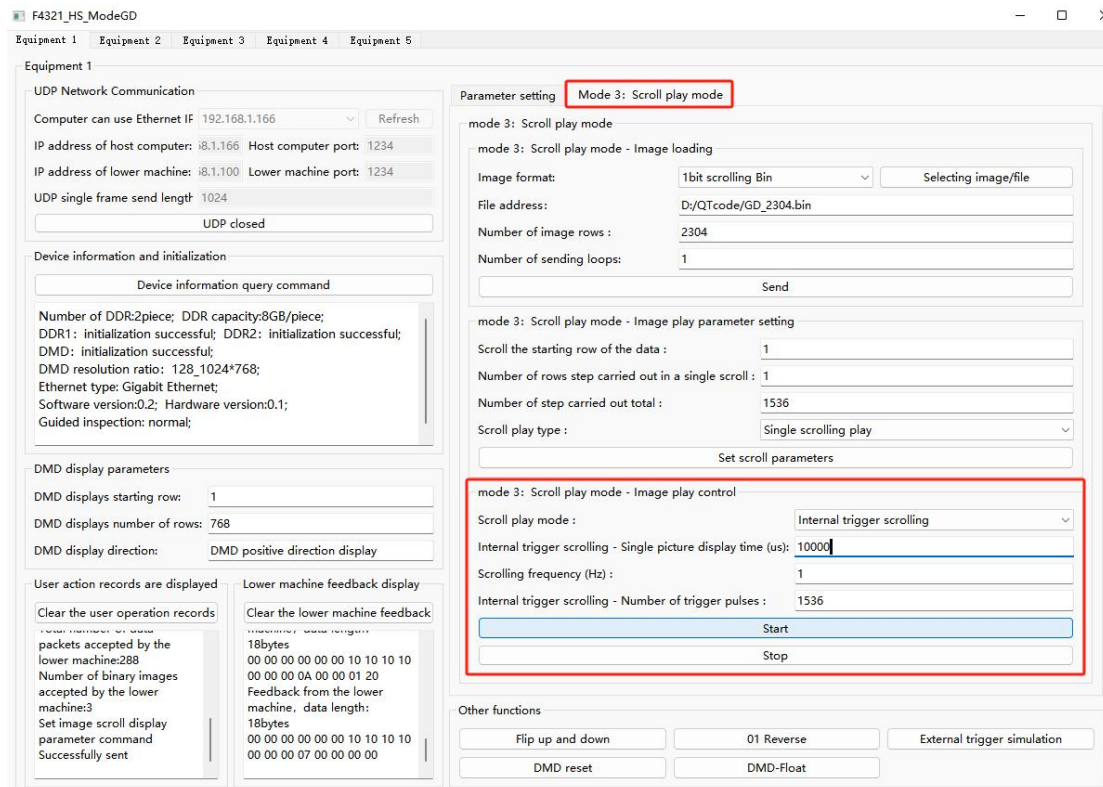 F4321_HS_ModeGD
Equipment 1
Equipment 2
Equipment 3
Equipment 4
Equipment 5
Equipment 1
UDP Network Communication
Computer can use Ethernet IF 192.168.1.166 Refresh
IP address of host computer: i8.1.166 Host computer port: 1234
IP address of lower machine: i8.1.100 Lower machine port: 1234
UDP single frame send length 1024
UDP closed
Device information and initialization
Device information query command
Number of DDR:2piece; DDR capacity:8GB/piece;
DDR1: initialization successful; DDR2: initialization successful;
DMD: initialization successful;
DMD resolution ratio: 128_1024*768;
Ethernet type: Gigabit Ethernet;
Software version:0.2; Hardware version:0.1;
Guided inspection: normal;
DMD display parameters
DMD displays starting row: 1
DMD displays number of rows: 768
DMD display direction: DMD positive direction display
User action records are displayed
Clear the user operation records
packets accepted by the
lower machine:288
Number of binary images
accepted by the lower
machine:3
Set image scroll display
parameter command
Successfully sent
Lower machine feedback display
Clear the lower machine feedback
machine, data length:
18bytes
00 00 00 00 00 00 10 10 10 10
00 00 00 0A 00 00 01 20
Feedback from the lower
machine, data length:
18bytes
00 00 00 00 00 00 10 10 10 10
00 00 00 07 00 00 00 00
Parameter setting
Mode 3: Scroll play mode
mode 3: Scroll play mode
mode 3: Scroll play mode - Image loading
Image format: 1bit scrolling Bin Selecting image/file
File address: D:/QTcode/GD_2304.bin
Number of image rows : 2304
Number of sending loops: 1
Send
mode 3: Scroll play mode - Image play parameter setting
Scroll the starting row of the data : 1
Number of rows step carried out in a single scroll : 1
Number of step carried out total : 1536
Scroll play type : Single scrolling play
Set scroll parameters
mode 3: Scroll play mode - Image play control
Scroll play mode : Internal trigger scrolling
Internal trigger scrolling - Single picture display time (us): 10000
Scrolling frequency (Hz) : 1
Internal trigger scrolling - Number of trigger pulses : 1536
Start
Stop
Other functions
Flip up and down
01 Reverse
External trigger simulation
DMD reset
DMD-Float